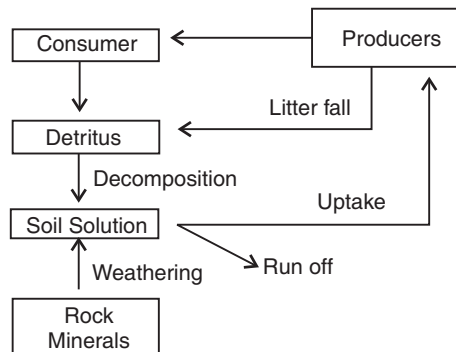 Consumer
Producers
Litter fall
Detritus
Decomposition
Uptake
Soil Solution
Run off
Weathering
Rock
Minerals